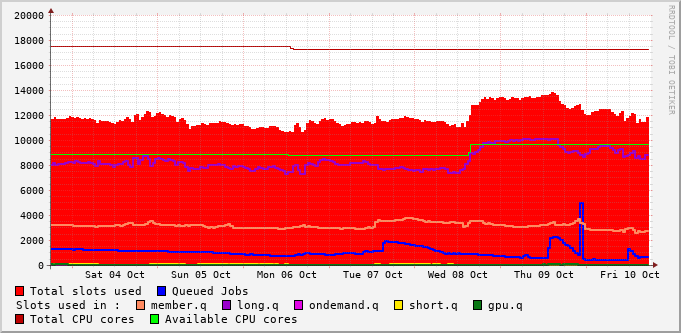 20000
18000
16000
14000
12000
10000
8000
6000
4000
2000
0
Sat 04 Oct Sun 05 Oct Mon 06 Oct Tue 07 Oct Wed 08 Oct Thu 09 Oct Fri 10 Oct
Total slots used Queued Jobs
Slots used in : member.q long.q ondemand.q short.q gpu.q
Total CPU cores
Available CPU cores
RRDTOOL / TOBI OETIKER